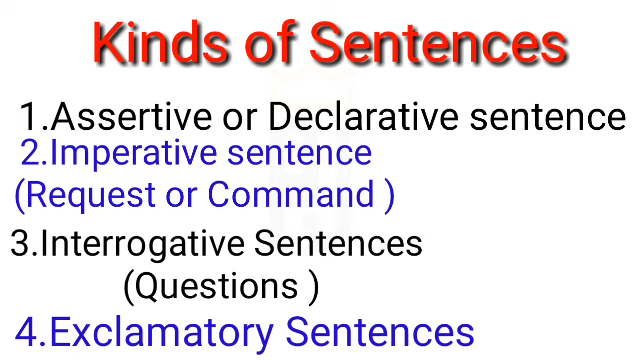 Kinds of Sentences
1.Assertive or Declarative sentence
2.Imperative sentence
(Request or Command )
3.Interrogative Sentences
(Questions )
4.Exclamatory Sentences